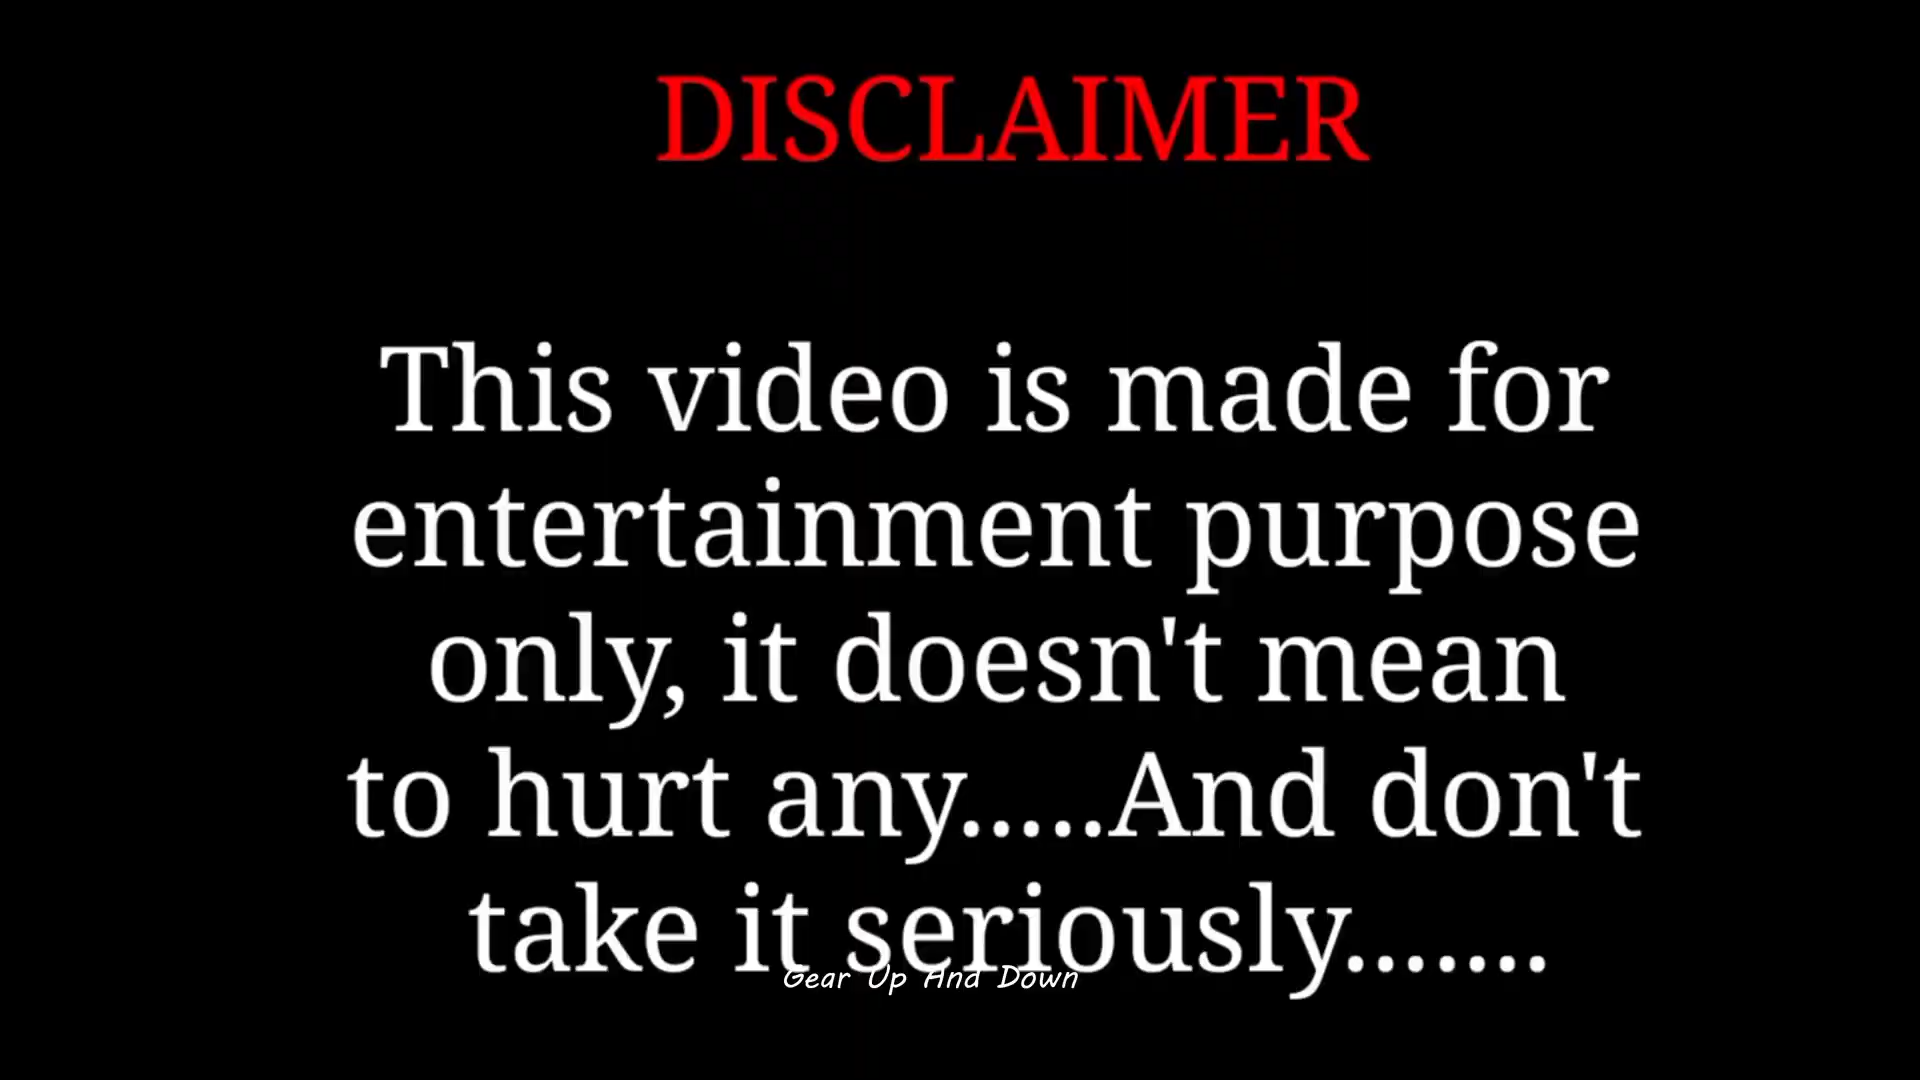 DISCLAIMER
This video is made for
entertainment purpose
only, it doesn't mean
to hurt any.....And don't
take it seriously.......
Gear Up And Down